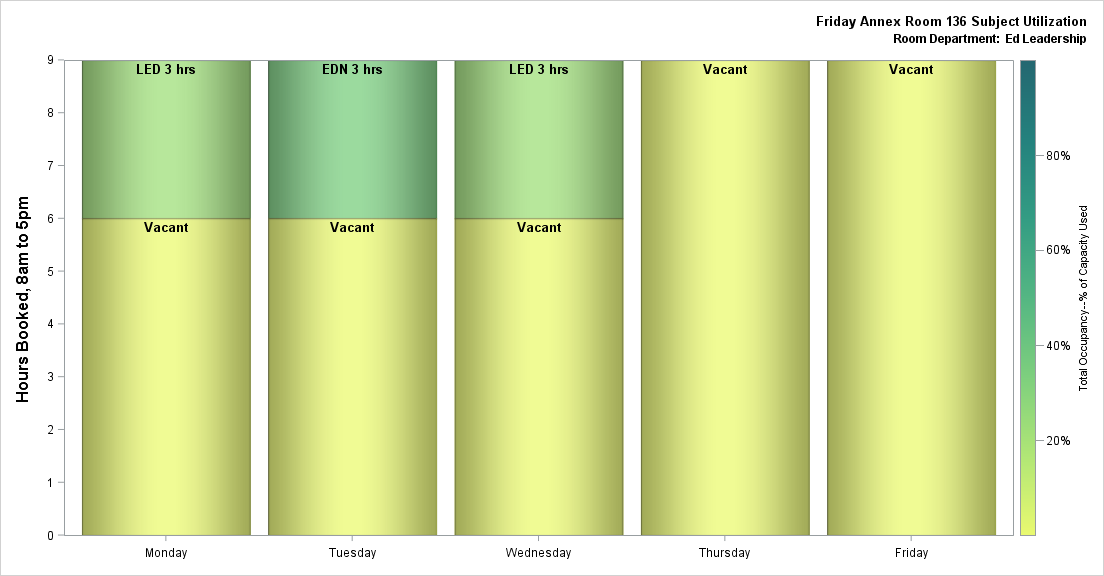 Friday Annex Room 136 Subject Utilization
Room Department: Ed Leadership
Hours Booked, 8am to 5pm
9
8
7
6
5
4
3
2
1
0
LED 3 hrs
EDN 3 hrs
LED 3 hrs
Vacant
Vacant
Vacant
Vacant
Vacant
Monday
Tuesday
Wednesday
Thursday
Friday
80%
60%
40%
20%
Total Occupancy--% of Capacity Used